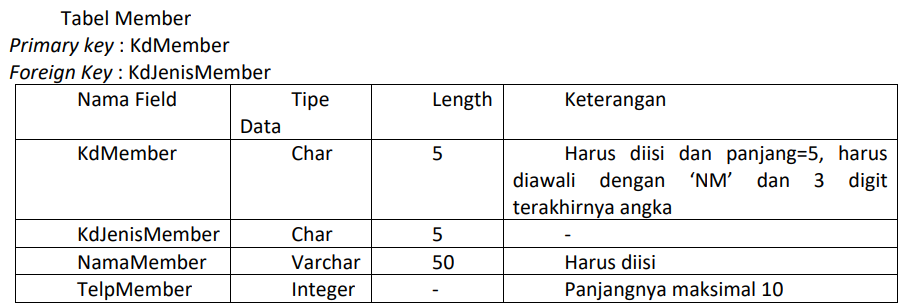 Tabel Member
Primary key : KdMember
Foreign Key : KdJenisMember
Nama Field Tipe Data Length Keterangan
KdMember Char 5 Harus diisi dan panjang=5, harus
diawali dengan ‘NM’ dan 3 digit
terakhirnya angka
KdJenisMember Char 5 -
NamaMember Varchar 50 Harus diisi
TelpMember Integer - Panjangnya maksimal 10